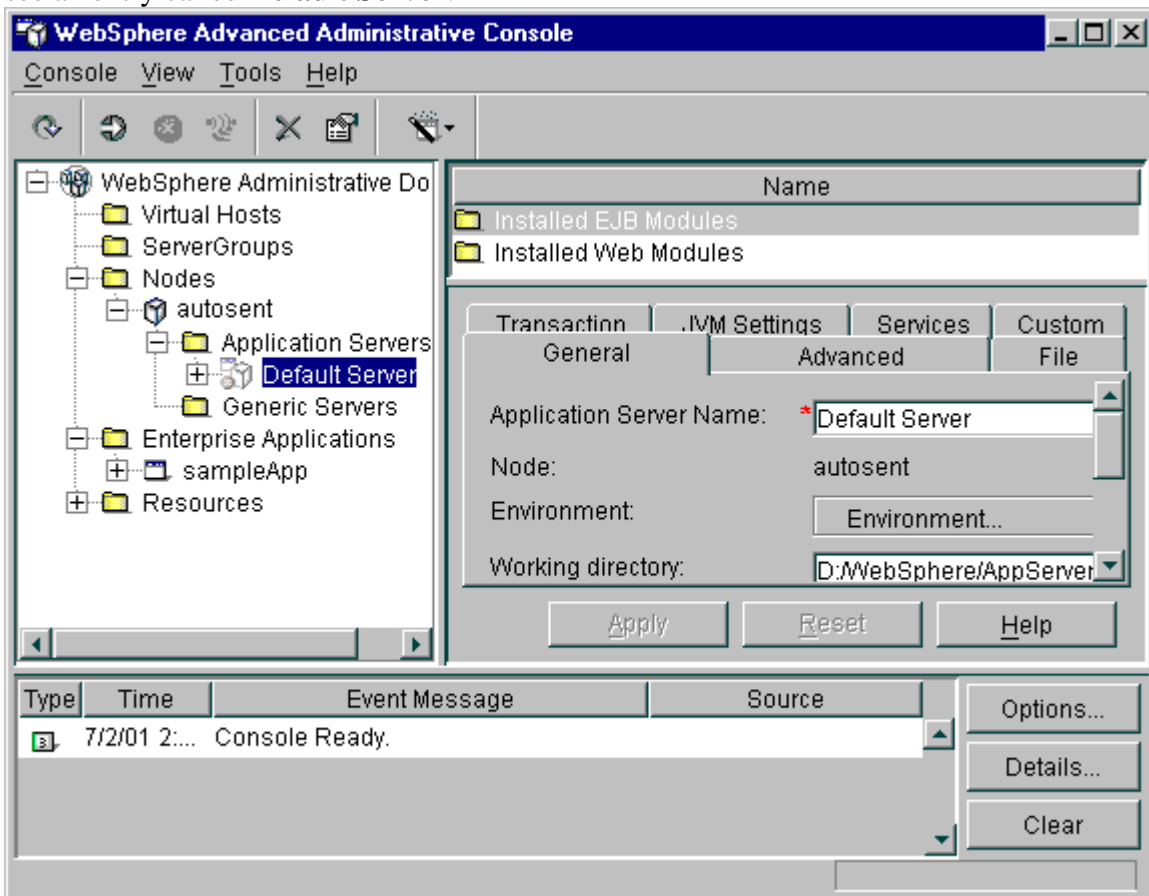 WebSphere Advanced Administrative Console
Console View Tools Help
WebSphere Administrative Do
Virtual Hosts
ServerGroups
Nodes
autosent
Application Servers
Default Server
Generic Servers
Enterprise Applications
sampleApp
Resources
Name
Installed EJB Modules
Installed Web Modules
Transaction JVM Settings Services Custom
General Advanced File
Application Server Name: *Default Server
Node: autosent
Environment: Environment...
Working directory: D:/WebSphere/AppServer
Apply Reset Help
Type Time Event Message Source
3 7/2/01 2:... Console Ready.
Options...
Details...
Clear